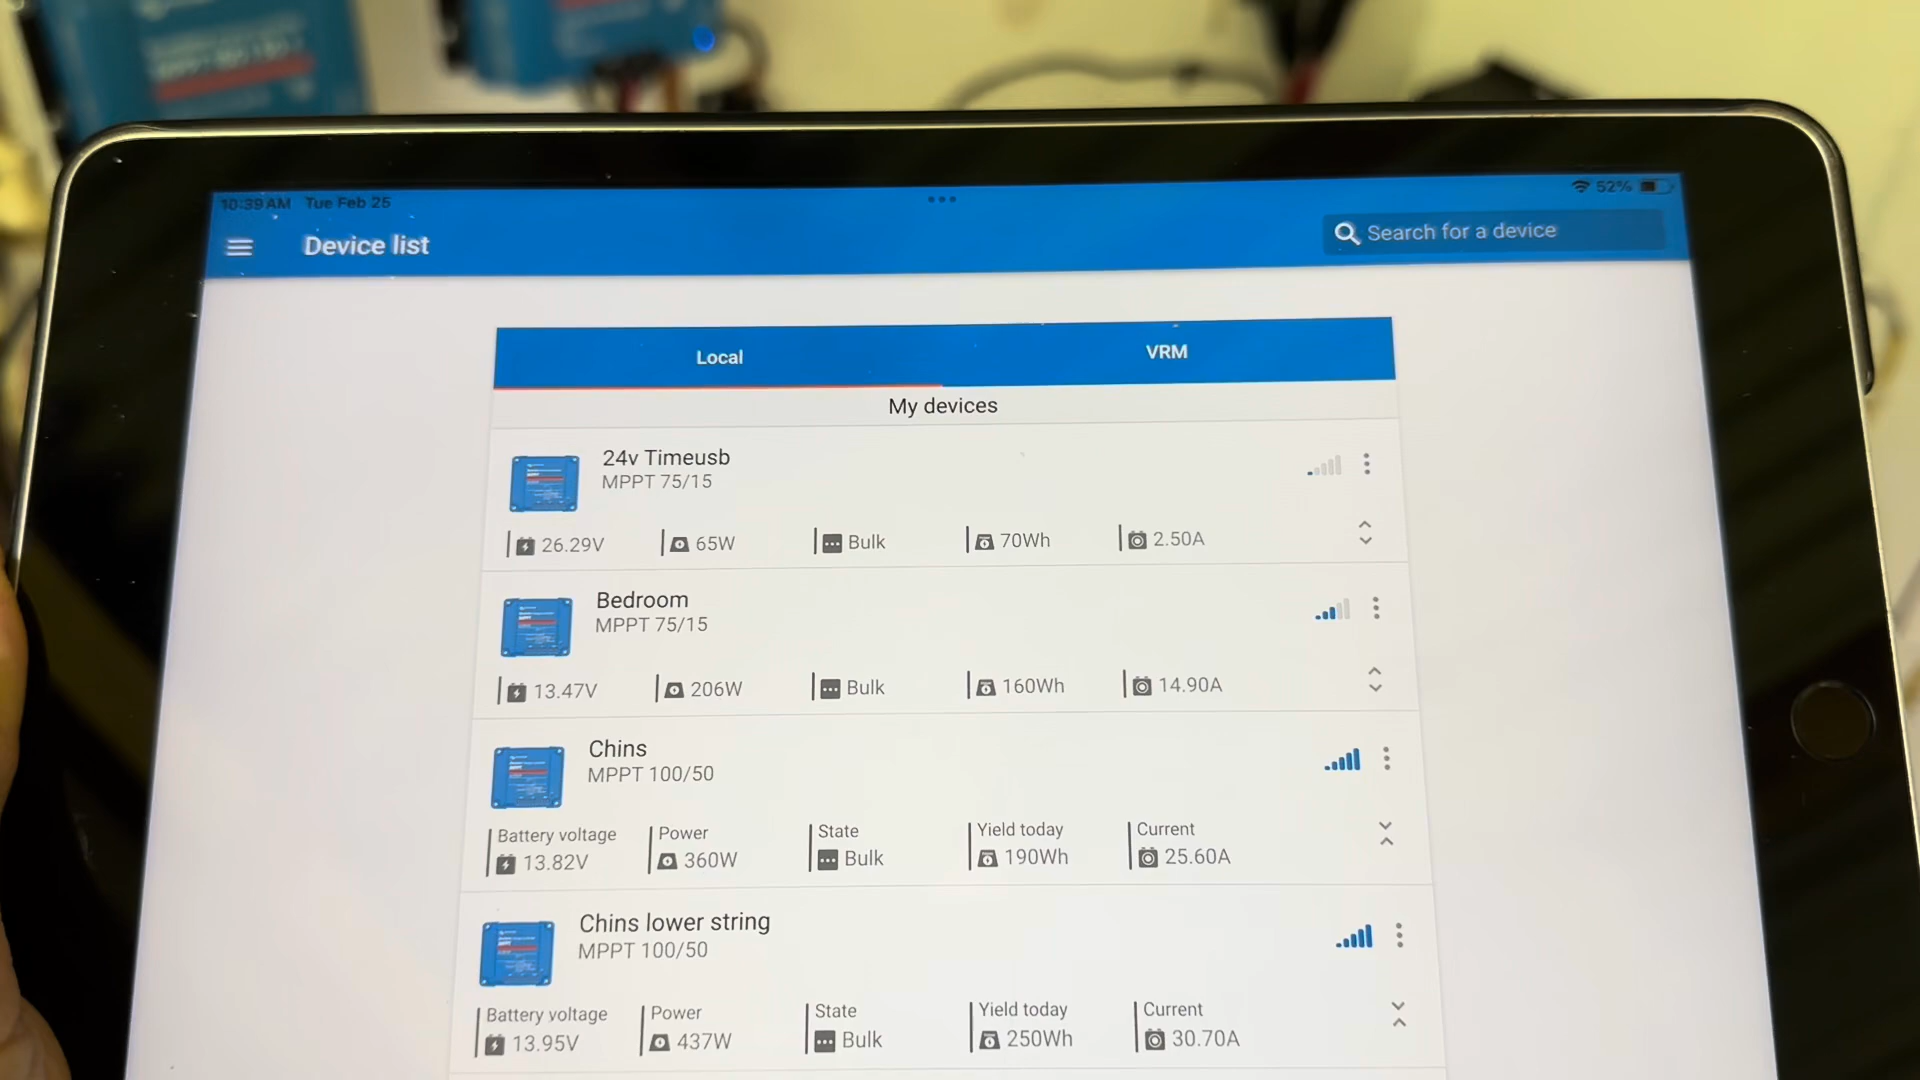 10:39 AM Tue Feb 25
52%
Device list
Search for a device
Local
VRM
My devices
24v Timeusb
MPPT 75/15
26.29V
65W
Bulk
70Wh
2.50A
Bedroom
MPPT 75/15
13.47V
206W
Bulk
160Wh
14.90A
Chins
MPPT 100/50
Battery voltage
Power
State
Yield today
Current
13.82V
360W
Bulk
190Wh
25.60A
Chins lower string
MPPT 100/50
Battery voltage
Power
State
Yield today
Current
13.95V
437W
Bulk
250Wh
30.70A